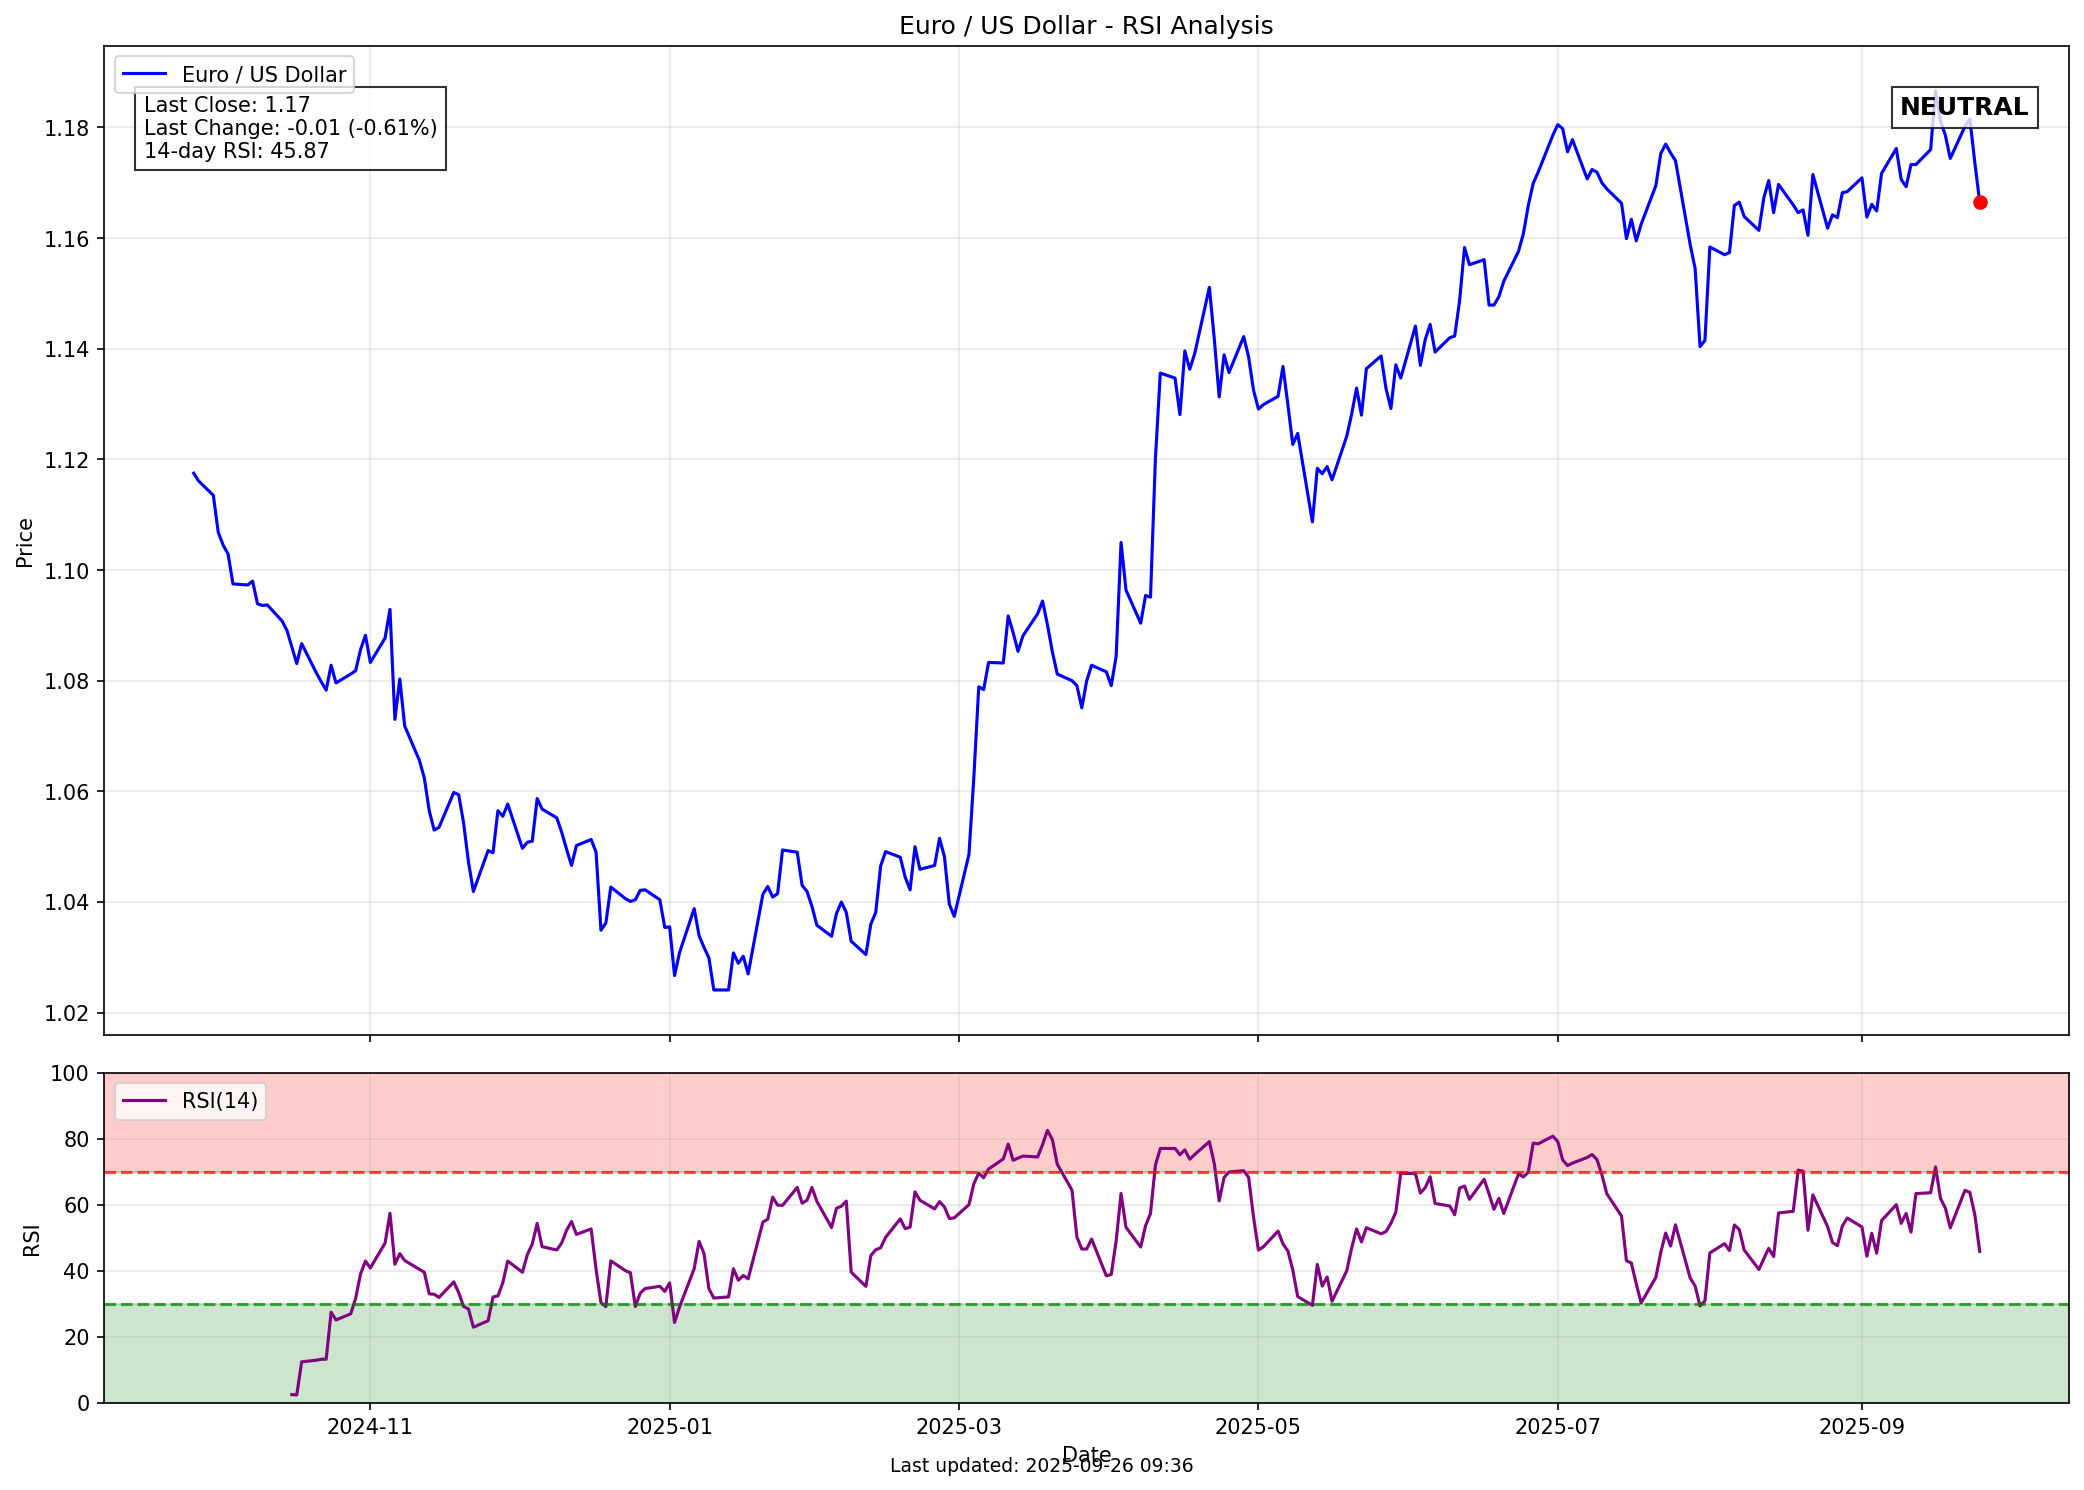 Euro / US Dollar - RSI Analysis
Euro / US Dollar
Last Close: 1.17
Last Change: -0.01 (-0.61%)
14-day RSI: 45.87
NEUTRAL
Price
1.18
1.16
1.14
1.12
1.10
1.08
1.06
1.04
1.02
RSI(14)
RSI
100
80
60
40
20
0
2024-11
2025-01
2025-03
2025-05
2025-07
2025-09
Date
Last updated: 2025-09-26 09:36